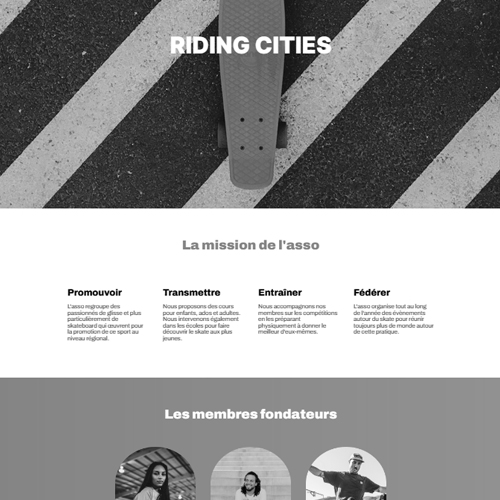 RIDING CITIES
La mission de l'asso
Promouvoir
L'asso regroupe des
passionnés de glisse et plus
particulièrement de
skateboard qui œuvrent pour
la promotion de ce sport au
niveau régional.
Transmettre
Nous proposons des cours
pour enfants, ados et adultes.
Nous intervenons également
dans les écoles pour faire
découvrir le skate aux plus
jeunes.
Entraîner
Nous accompagnons nos
membres sur les compétitions
en les préparant
physiquement à donner le
meilleur d'eux-mêmes.
Fédérer
L'asso organise tout au long
de l'année des évènements
autour du skate pour réunir
toujours plus de monde autour
de cette pratique.
Les membres fondateurs